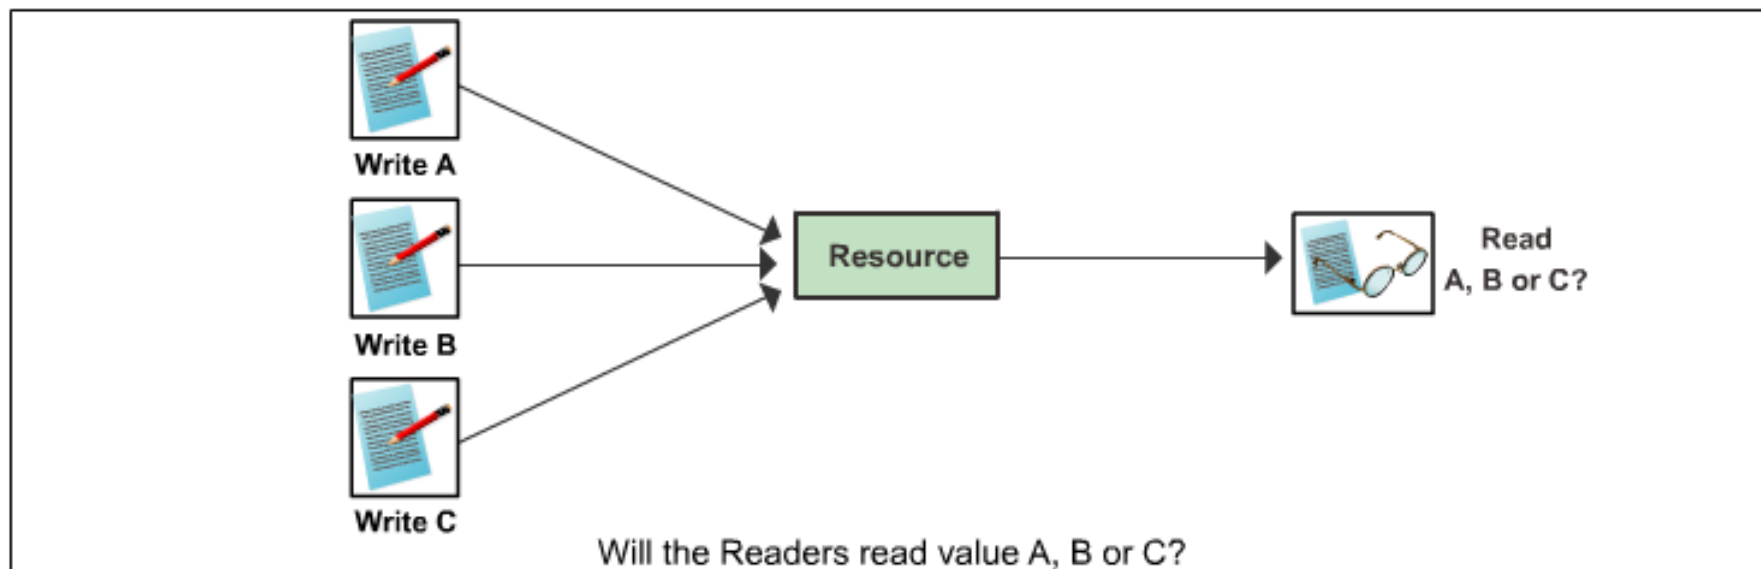 Write A
Write B
Write C
Resource
Read
A, B or C?
Will the Readers read value A, B or C?